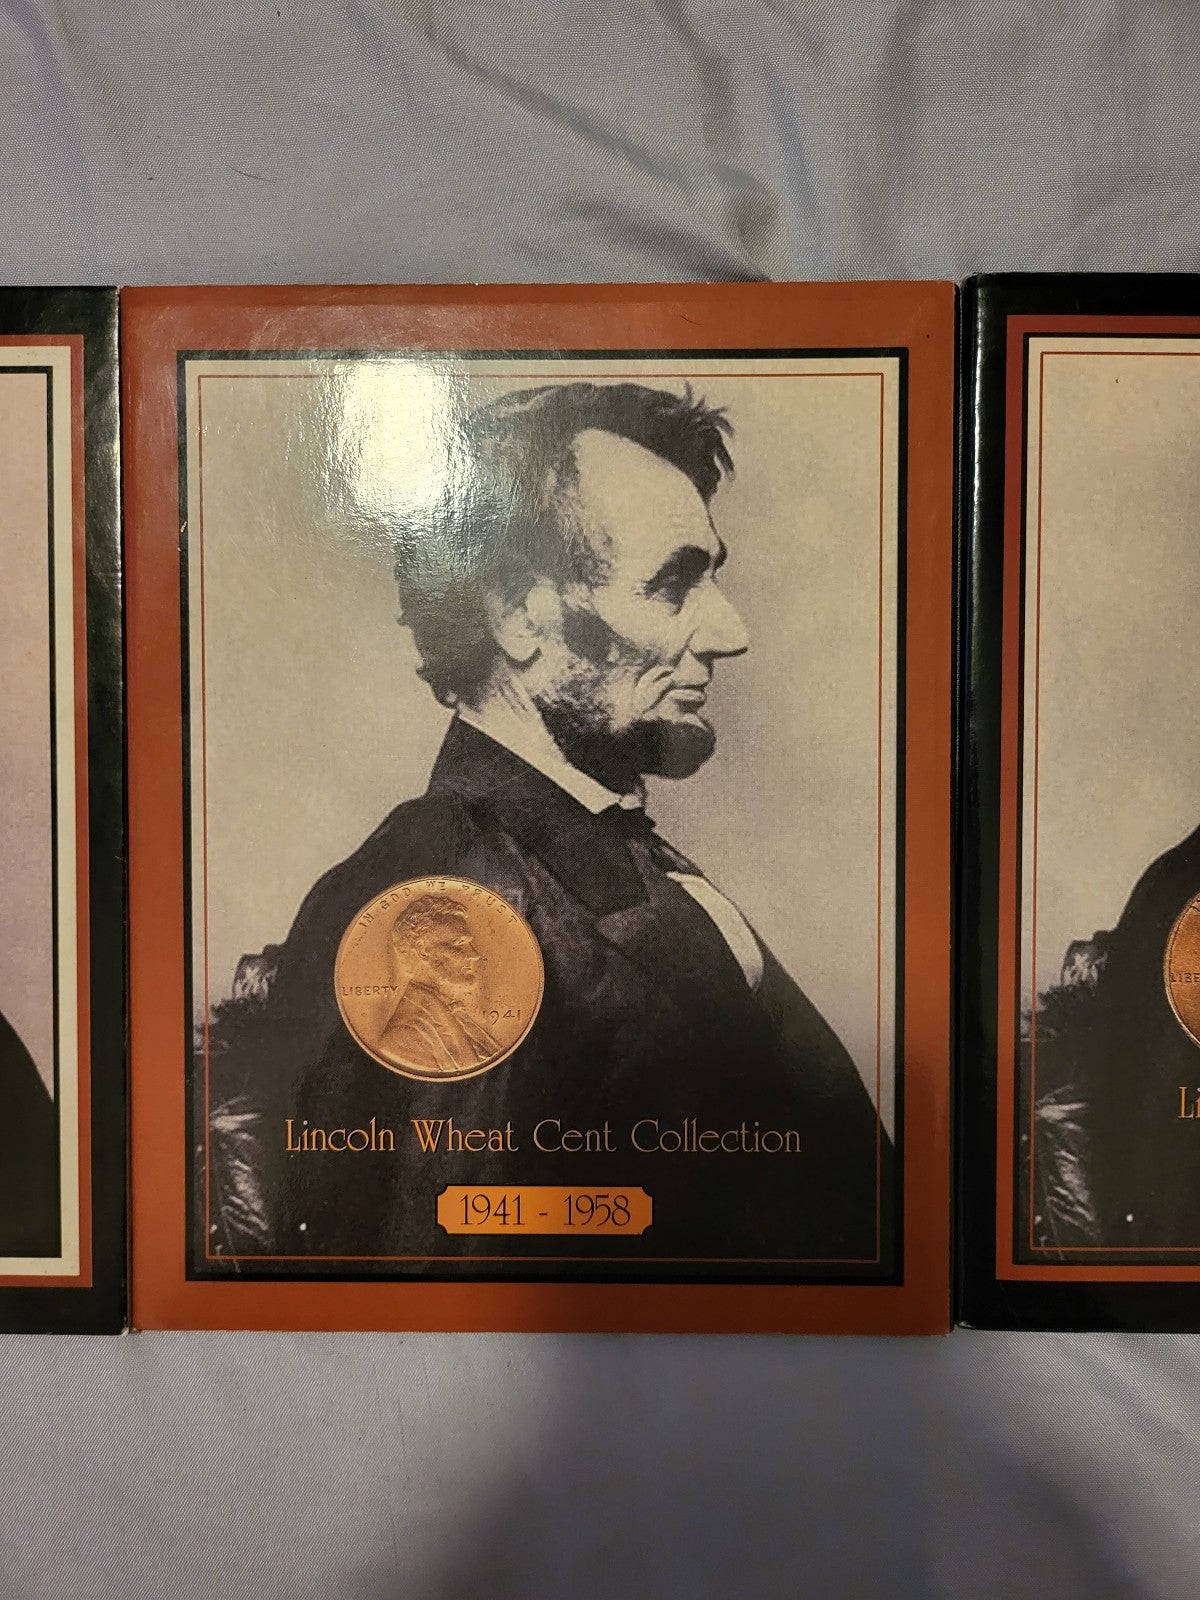 IN GOD WE TRUST
LIBERTY
1941
Lincoln Wheat Cent Collection
1941 - 1958